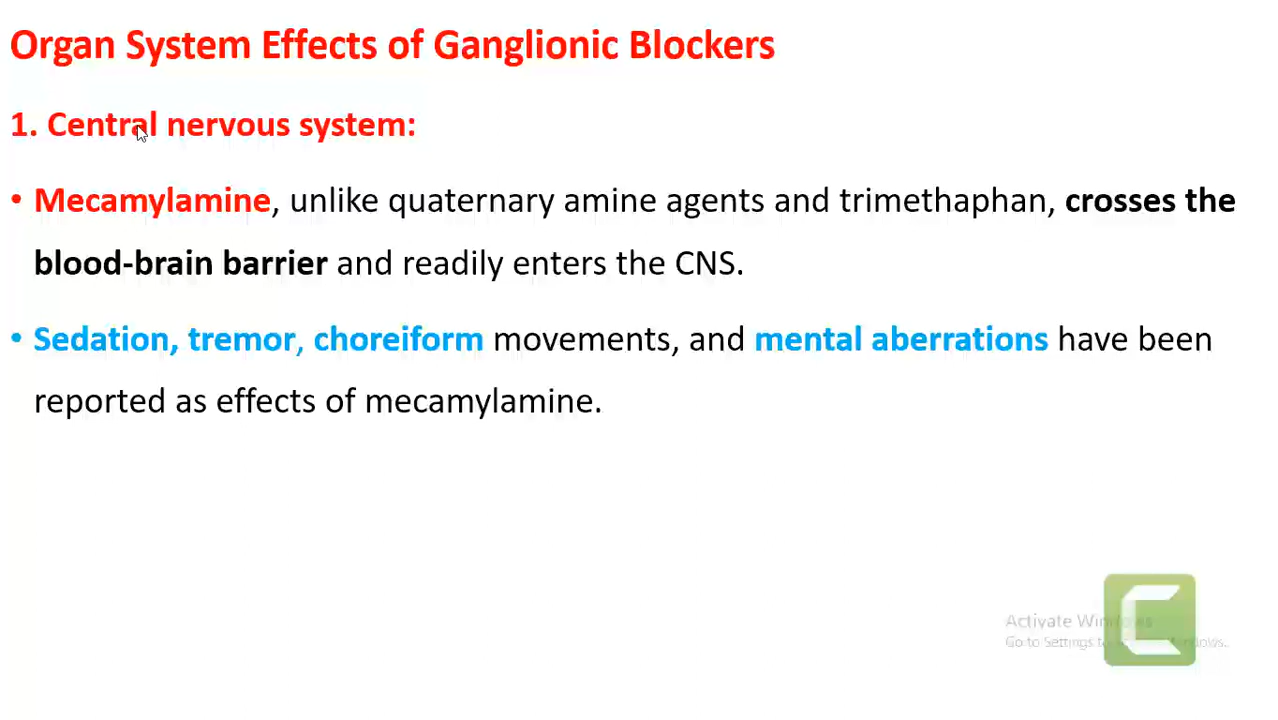 Organ System Effects of Ganglionic Blockers
1. Central nervous system:
• Mecamylamine, unlike quaternary amine agents and trimethaphan, crosses the
blood-brain barrier and readily enters the CNS.
• Sedation, tremor, choreiform movements, and mental aberrations have been
reported as effects of mecamylamine.
Activate Windows
Go to Settings to Windows.